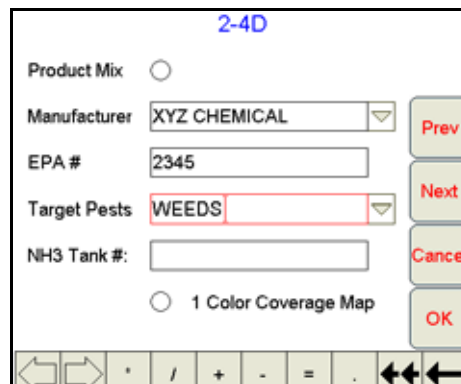 2-4D
Product Mix
Manufacturer XYZ CHEMICAL
Prev
EPA # 2345
Next
Target Pests WEEDS
NH3 Tank #:
Cance
1 Color Coverage Map
OK
' / + - = .